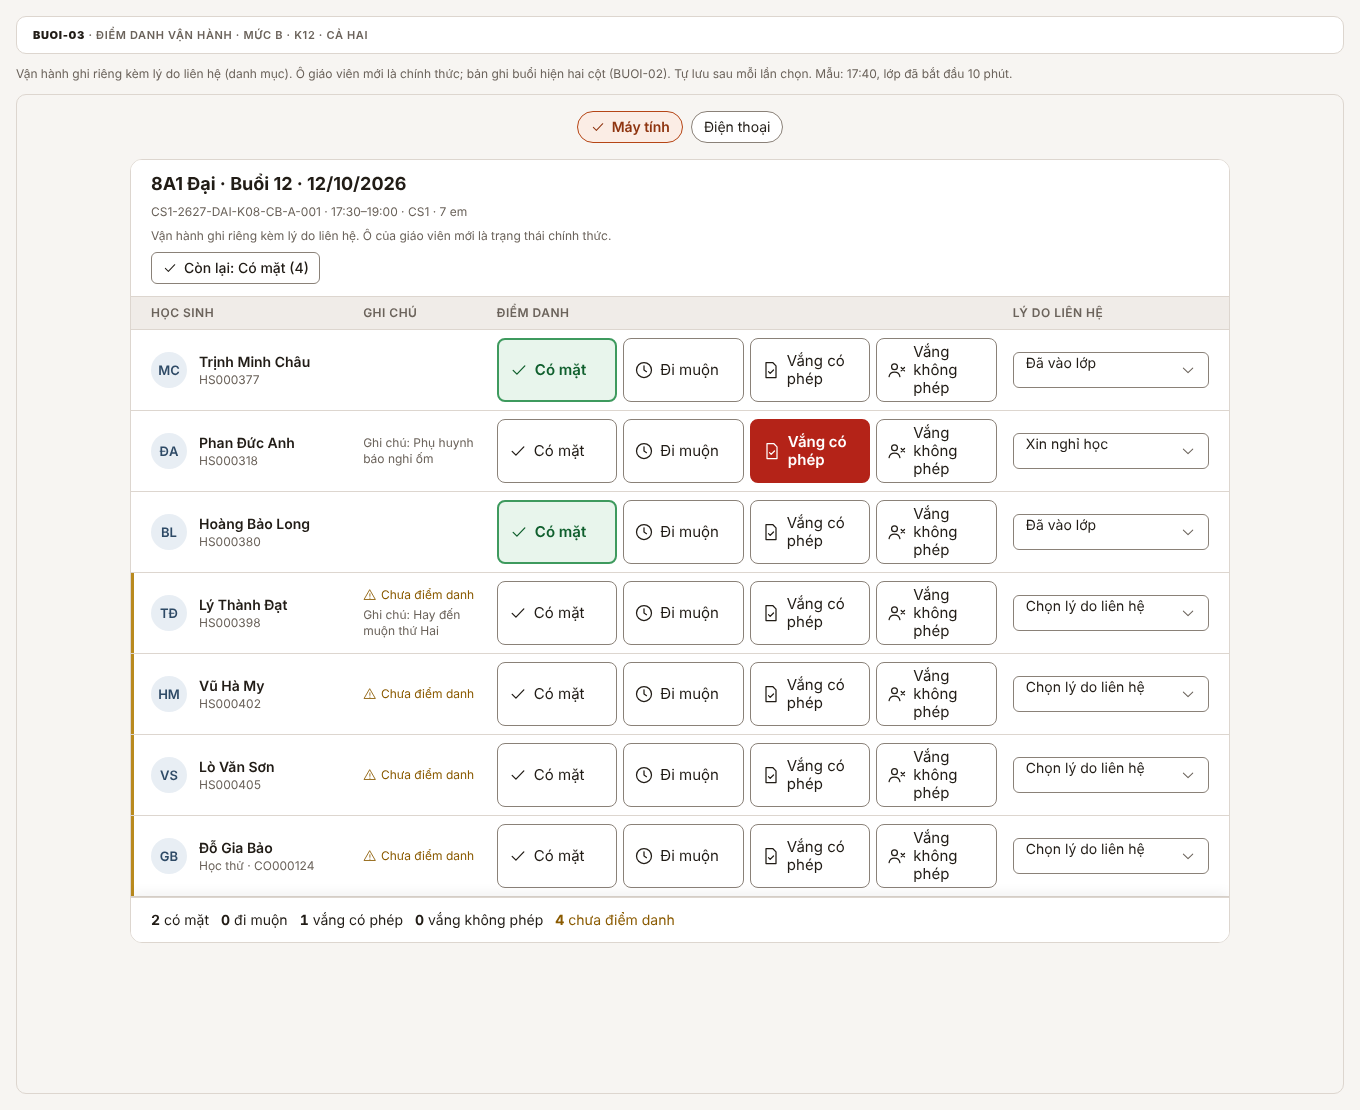 BUOI-03 · ĐIỂM DANH VẬN HÀNH · MỨC B · K12 · CẢ HAI
Vận hành ghi riêng kèm lý do liên hệ (danh mục). Ô giáo viên mới là chính thức; bản ghi buổi hiện hai cột (BUOI-02). Tự lưu sau mỗi lần chọn. Mẫu: 17:40, lớp đã bắt đầu 10 phút.
Máy tính
Điện thoại
8A1 Đại · Buổi 12 · 12/10/2026
CS1-2627-DAI-K08-CB-A-001 · 17:30–19:00 · CS1 · 7 em
Vận hành ghi riêng kèm lý do liên hệ. Ô của giáo viên mới là trạng thái chính thức.
Còn lại: Có mặt (4)
HỌC SINH GHI CHÚ ĐIỂM DANH LÝ DO LIÊN HỆ
MC
Trịnh Minh Châu
HS000377
Có mặt
Đi muộn
Vắng có
phép
Vắng
không
phép
Đã vào lớp
ĐA
Phan Đức Anh
HS000318
Ghi chú: Phụ huynh
báo nghỉ ốm
Có mặt
Đi muộn
Vắng có
phép
Vắng
không
phép
Xin nghỉ học
BL
Hoàng Bảo Long
HS000380
Có mặt
Đi muộn
Vắng có
phép
Vắng
không
phép
Đã vào lớp
TĐ
Lý Thành Đạt
HS000398
Chưa điểm danh
Ghi chú: Hay đến
muộn thứ Hai
Có mặt
Đi muộn
Vắng có
phép
Vắng
không
phép
Chọn lý do liên hệ
HM
Vũ Hà My
HS000402
Chưa điểm danh
Có mặt
Đi muộn
Vắng có
phép
Vắng
không
phép
Chọn lý do liên hệ
VS
Lò Văn Sơn
HS000405
Chưa điểm danh
Có mặt
Đi muộn
Vắng có
phép
Vắng
không
phép
Chọn lý do liên hệ
GB
Đỗ Gia Bảo
Học thử · CO000124
Chưa điểm danh
Có mặt
Đi muộn
Vắng có
phép
Vắng
không
phép
Chọn lý do liên hệ
2 có mặt 0 đi muộn 1 vắng có phép 0 vắng không phép 4 chưa điểm danh